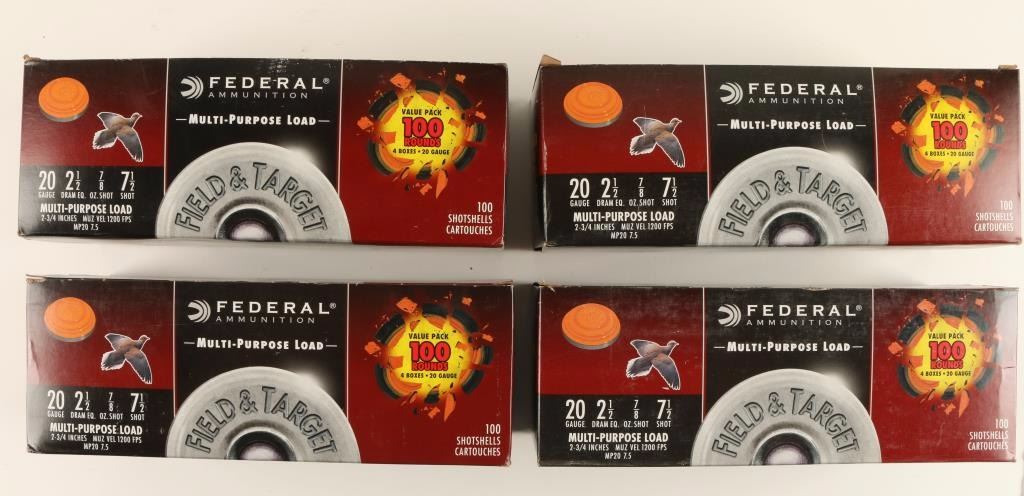 FEDERAL®
AMMUNITION
MULTI-PURPOSE LOAD
VALUE PACK
100
ROUNDS
4 BOXES • 20 GAUGE
20 2 1/2 7/8 7 1/2
GAUGE DRAM EQ. OZ. SHOT SHOT
MULTI-PURPOSE LOAD
2-3/4 INCHES MUZ VEL 1200 FPS
MP20 7.5
FIELD & TARGET
100
SHOTSHELLS
CARTOUCHES
FEDERAL®
AMMUNITION
MULTI-PURPOSE LOAD
VALUE PACK
100
ROUNDS
4 BOXES • 20 GAUGE
20 2 1/2 7/8 7 1/2
GAUGE DRAM EQ. OZ. SHOT SHOT
MULTI-PURPOSE LOAD
2-3/4 INCHES MUZ VEL 1200 FPS
MP20 7.5
FIELD & TARGET
100
SHOTSHELLS
CARTOUCHES
FEDERAL®
AMMUNITION
MULTI-PURPOSE LOAD
VALUE PACK
100
ROUNDS
4 BOXES • 20 GAUGE
20 2 1/2 7/8 7 1/2
GAUGE DRAM EQ. OZ. SHOT SHOT
MULTI-PURPOSE LOAD
2-3/4 INCHES MUZ VEL 1200 FPS
MP20 7.5
FIELD & TARGET
100
SHOTSHELLS
CARTOUCHES
FEDERAL®
AMMUNITION
MULTI-PURPOSE LOAD
VALUE PACK
100
ROUNDS
4 BOXES • 20 GAUGE
20 2 1/2 7/8 7 1/2
GAUGE DRAM EQ. OZ. SHOT SHOT
MULTI-PURPOSE LOAD
2-3/4 INCHES MUZ VEL 1200 FPS
MP20 7.5
FIELD & TARGET
100
SHOTSHELLS
CARTOUCHES